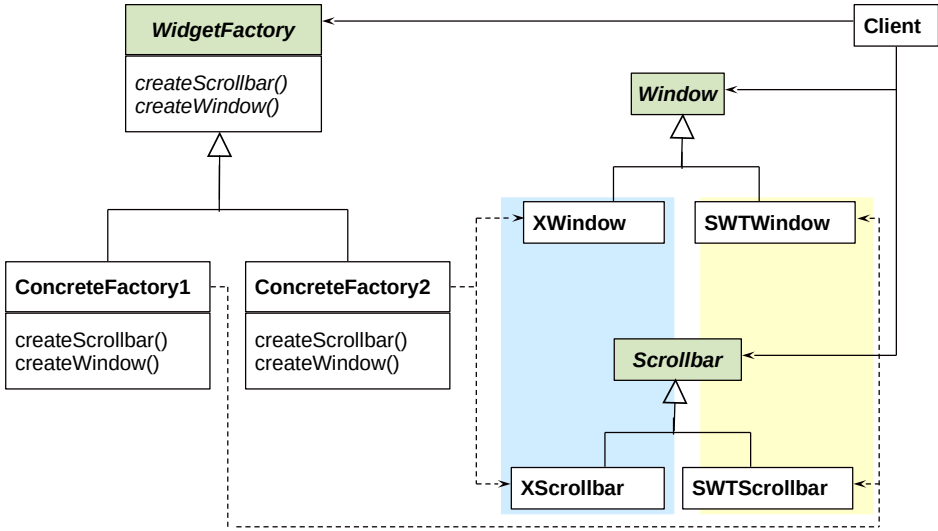 WidgetFactory
createScrollbar()
createWindow()
Client
Window
XWindow
SWTWindow
ConcreteFactory1
createScrollbar()
createWindow()
ConcreteFactory2
createScrollbar()
createWindow()
Scrollbar
XScrollbar
SWTScrollbar